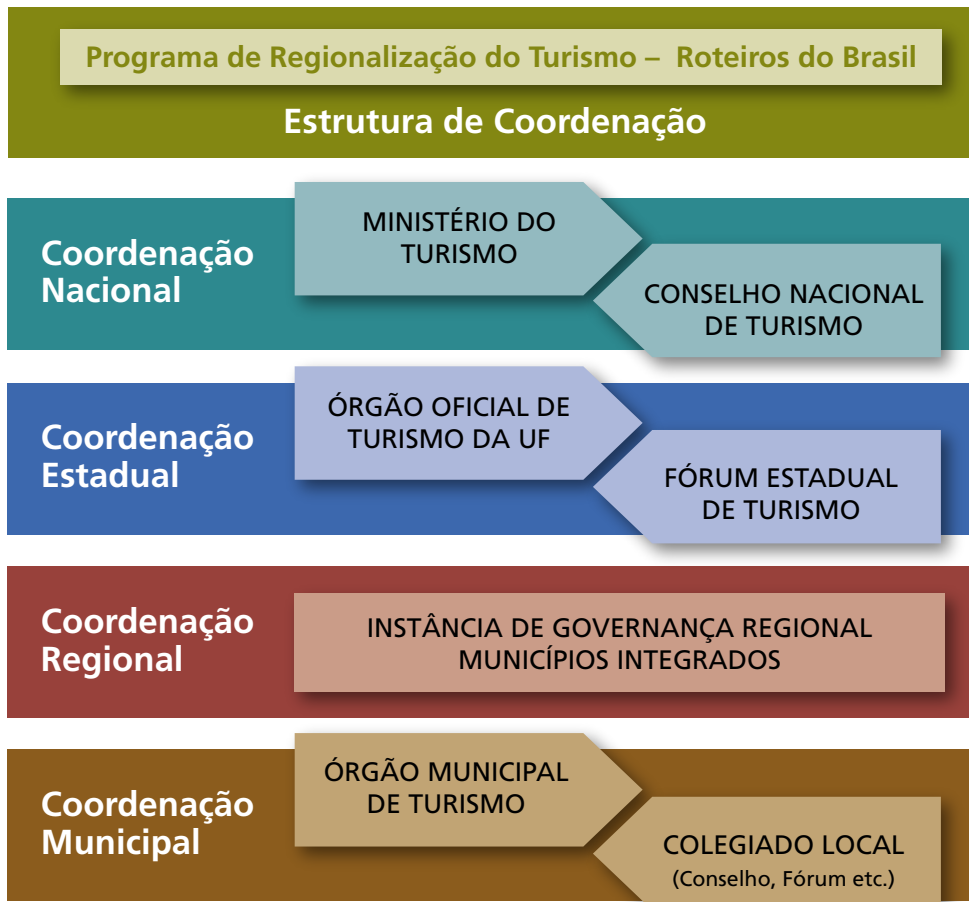 Programa de Regionalização do Turismo – Roteiros do Brasil
Estrutura de Coordenação
Coordenação
Nacional
MINISTÉRIO DO
TURISMO
CONSELHO NACIONAL
DE TURISMO
Coordenação
Estadual
ÓRGÃO OFICIAL DE
TURISMO DA UF
FÓRUM ESTADUAL
DE TURISMO
Coordenação
Regional
INSTÂNCIA DE GOVERNANÇA REGIONAL
MUNICÍPIOS INTEGRADOS
Coordenação
Municipal
ÓRGÃO MUNICIPAL
DE TURISMO
COLEGIADO LOCAL
(Conselho, Fórum etc.)